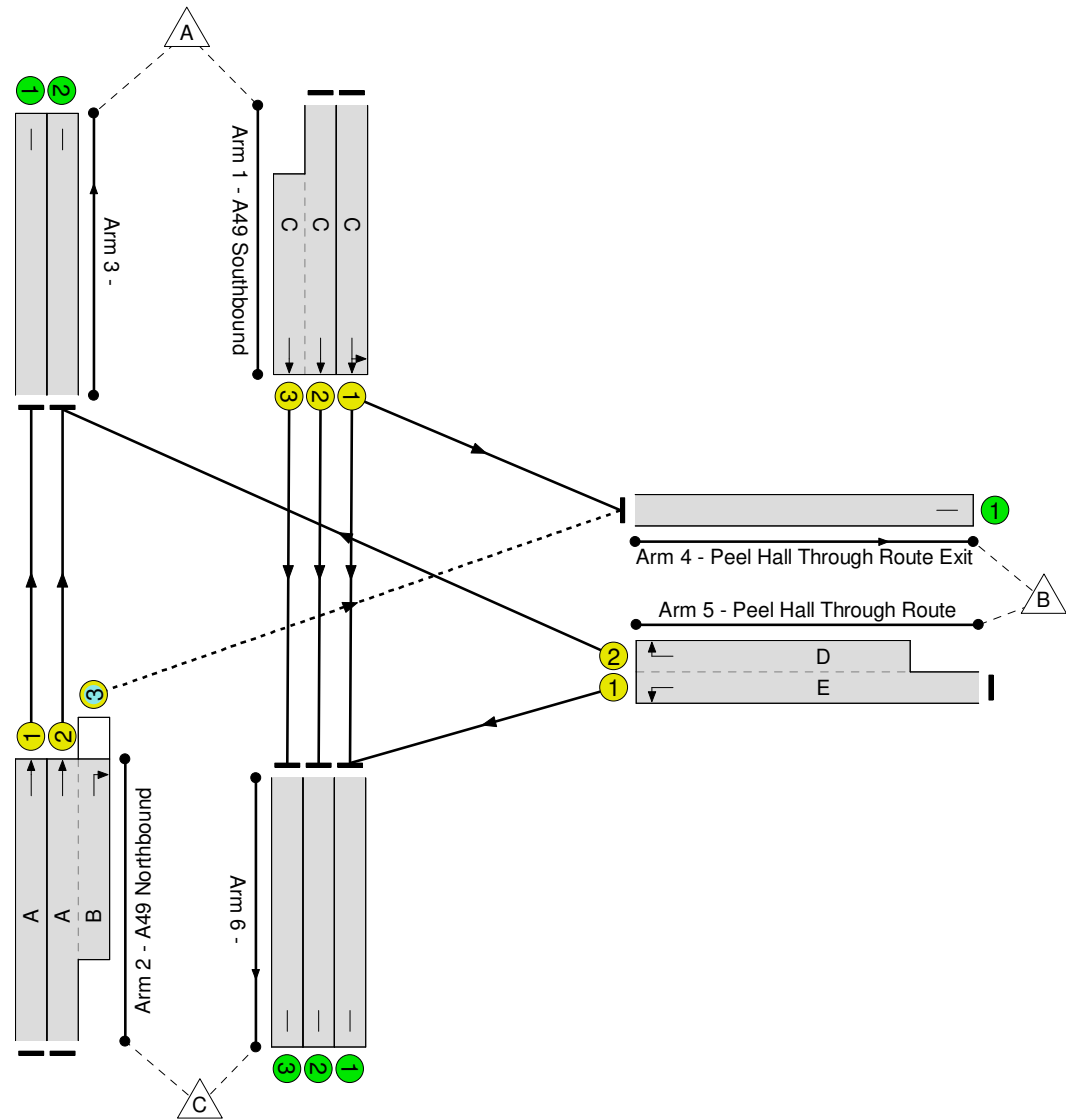 A
1
2
Arm 3 -
Arm 1 - A49 Southbound
C
C
C
3
2
1
1
Arm 4 - Peel Hall Through Route Exit
B
Arm 5 - Peel Hall Through Route
2
D
1
E
3
1
2
A
A
B
Arm 2 - A49 Northbound
Arm 6 -
3
2
1
C